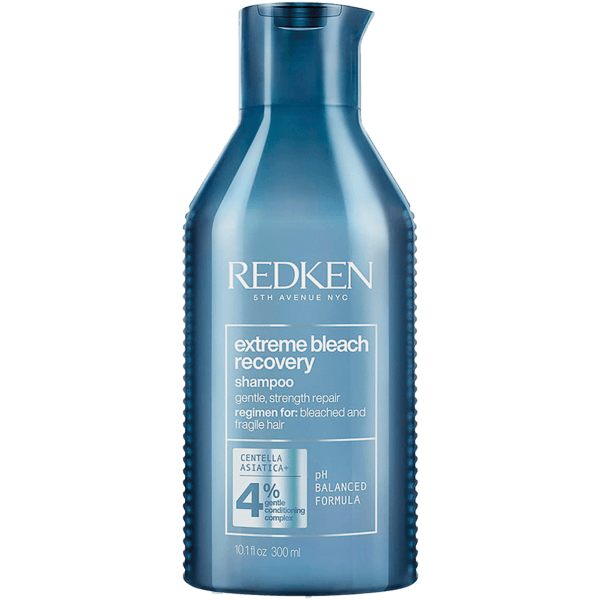 REDKEN
5TH AVENUE NYC
extreme bleach
recovery
shampoo
gentle, strength repair
regimen for: bleached and
fragile hair
CENTELLA
ASIATICA+
4%
gentle
conditioning
complex
pH
BALANCED
FORMULA
10.1 fl oz 300 ml